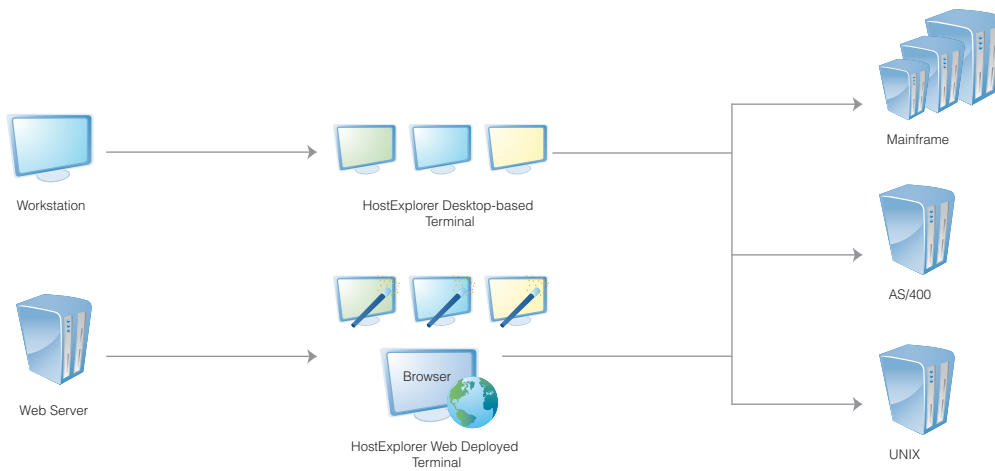 Mainframe
Workstation
HostExplorer Desktop-based
Terminal
AS/400
Browser
Web Server
HostExplorer Web Deployed
Terminal
UNIX